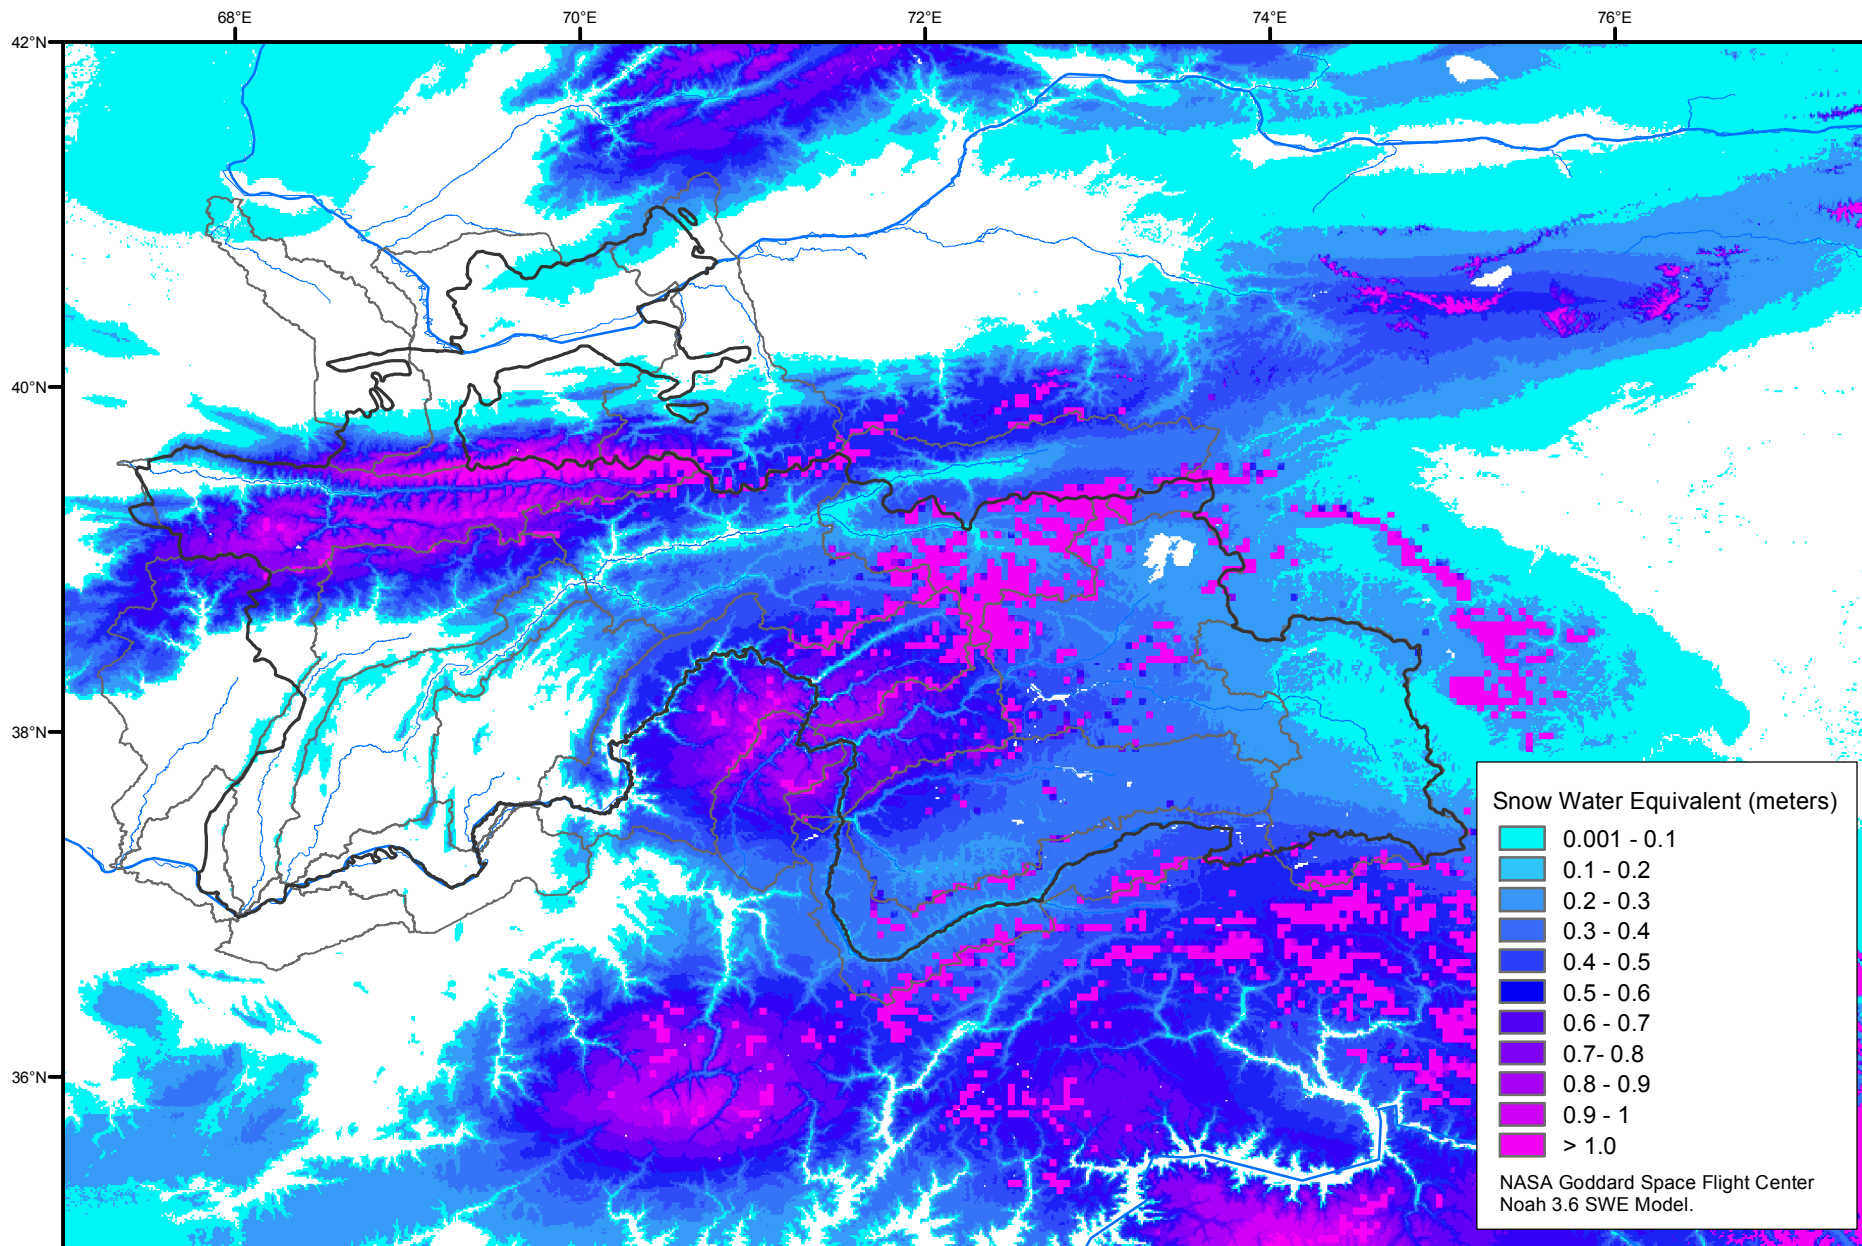 68°E 70°E 72°E 74°E 76°E
42°N
40°N
38°N
36°N
Snow Water Equivalent (meters)
0.001 - 0.1
0.1 - 0.2
0.2 - 0.3
0.3 - 0.4
0.4 - 0.5
0.5 - 0.6
0.6 - 0.7
0.7- 0.8
0.8 - 0.9
0.9 - 1
> 1.0
NASA Goddard Space Flight Center
Noah 3.6 SWE Model.